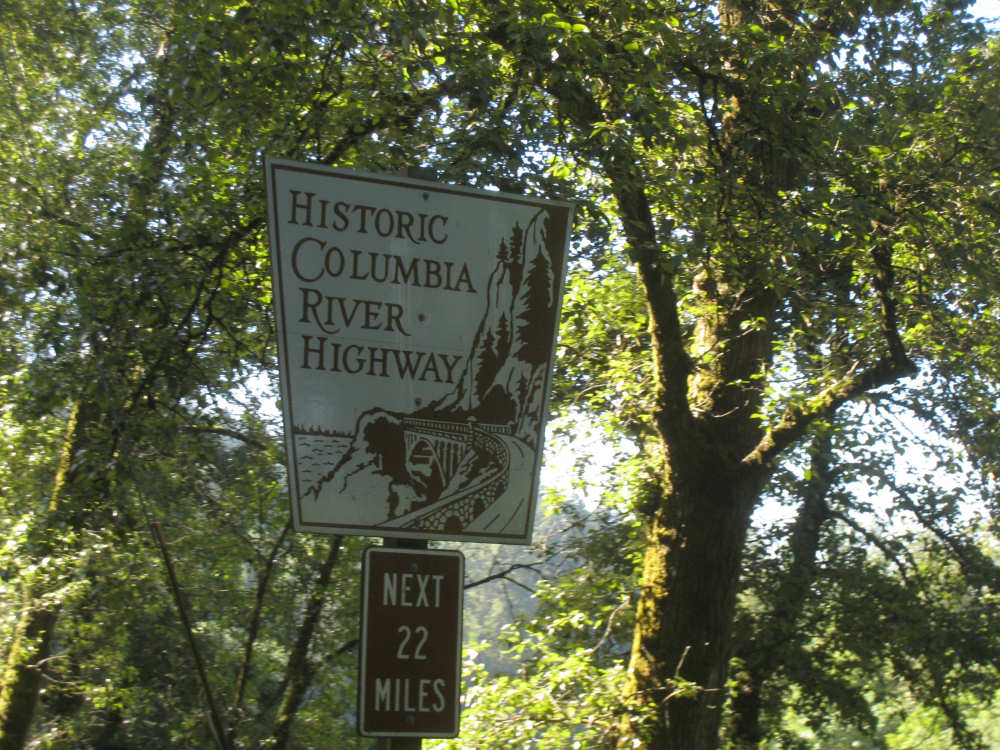 HISTORIC
COLUMBIA
RIVER
HIGHWAY
NEXT
22
MILES